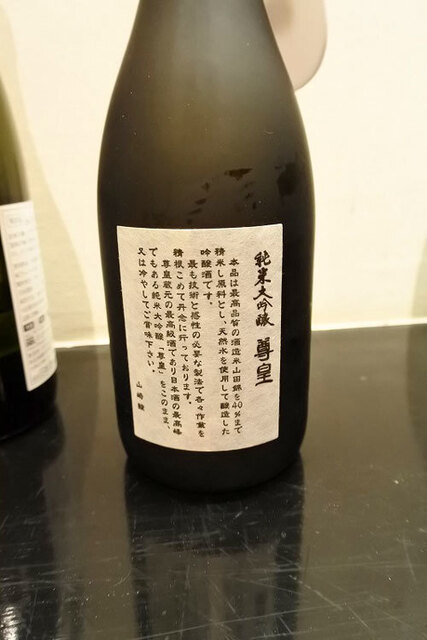 純米大吟醸 尊皇
本品は最高品質の酒造米山田錦を40%まで
精米し原料とし、天然水を使用して醸造した
吟醸酒です。
最も技術と感性の必要な製法で各々作業を
精根こめて丹念に行っております。
尊皇蔵元の最高級酒であり日本酒の最高峰
でもある純米大吟醸「尊皇」をこのまま、
又は冷やしてご賞味下さい。
山﨑醸